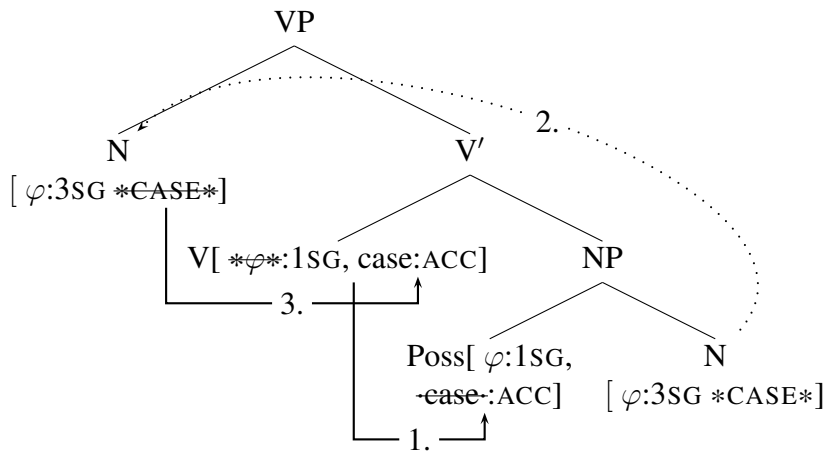 VP
2.
N V′
[ φ:3SG *CASE*]
V[ *φ*:1SG, case:ACC] NP
3.
Poss[ φ:1SG, N
case :ACC] [ φ:3SG *CASE*]
1.